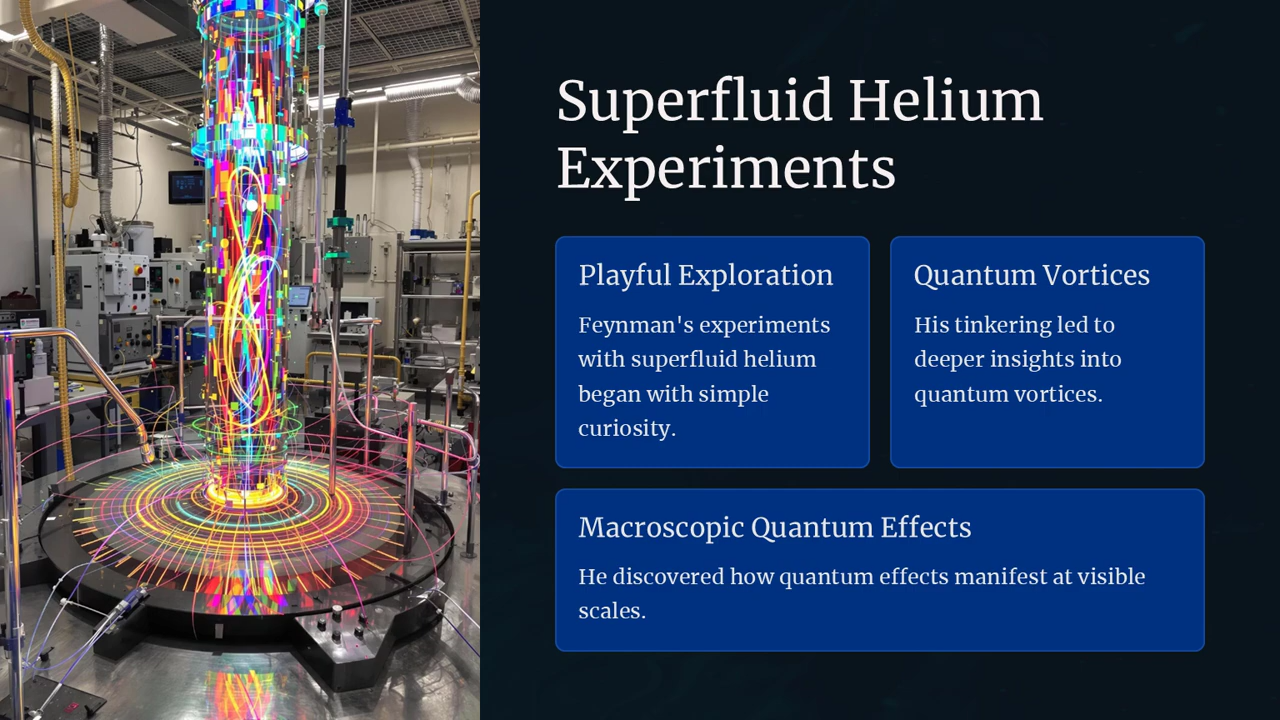 Superfluid Helium
Experiments
Playful Exploration
Feynman's experiments
with superfluid helium
began with simple
curiosity.
Quantum Vortices
His tinkering led to
deeper insights into
quantum vortices.
Macroscopic Quantum Effects
He discovered how quantum effects manifest at visible
scales.